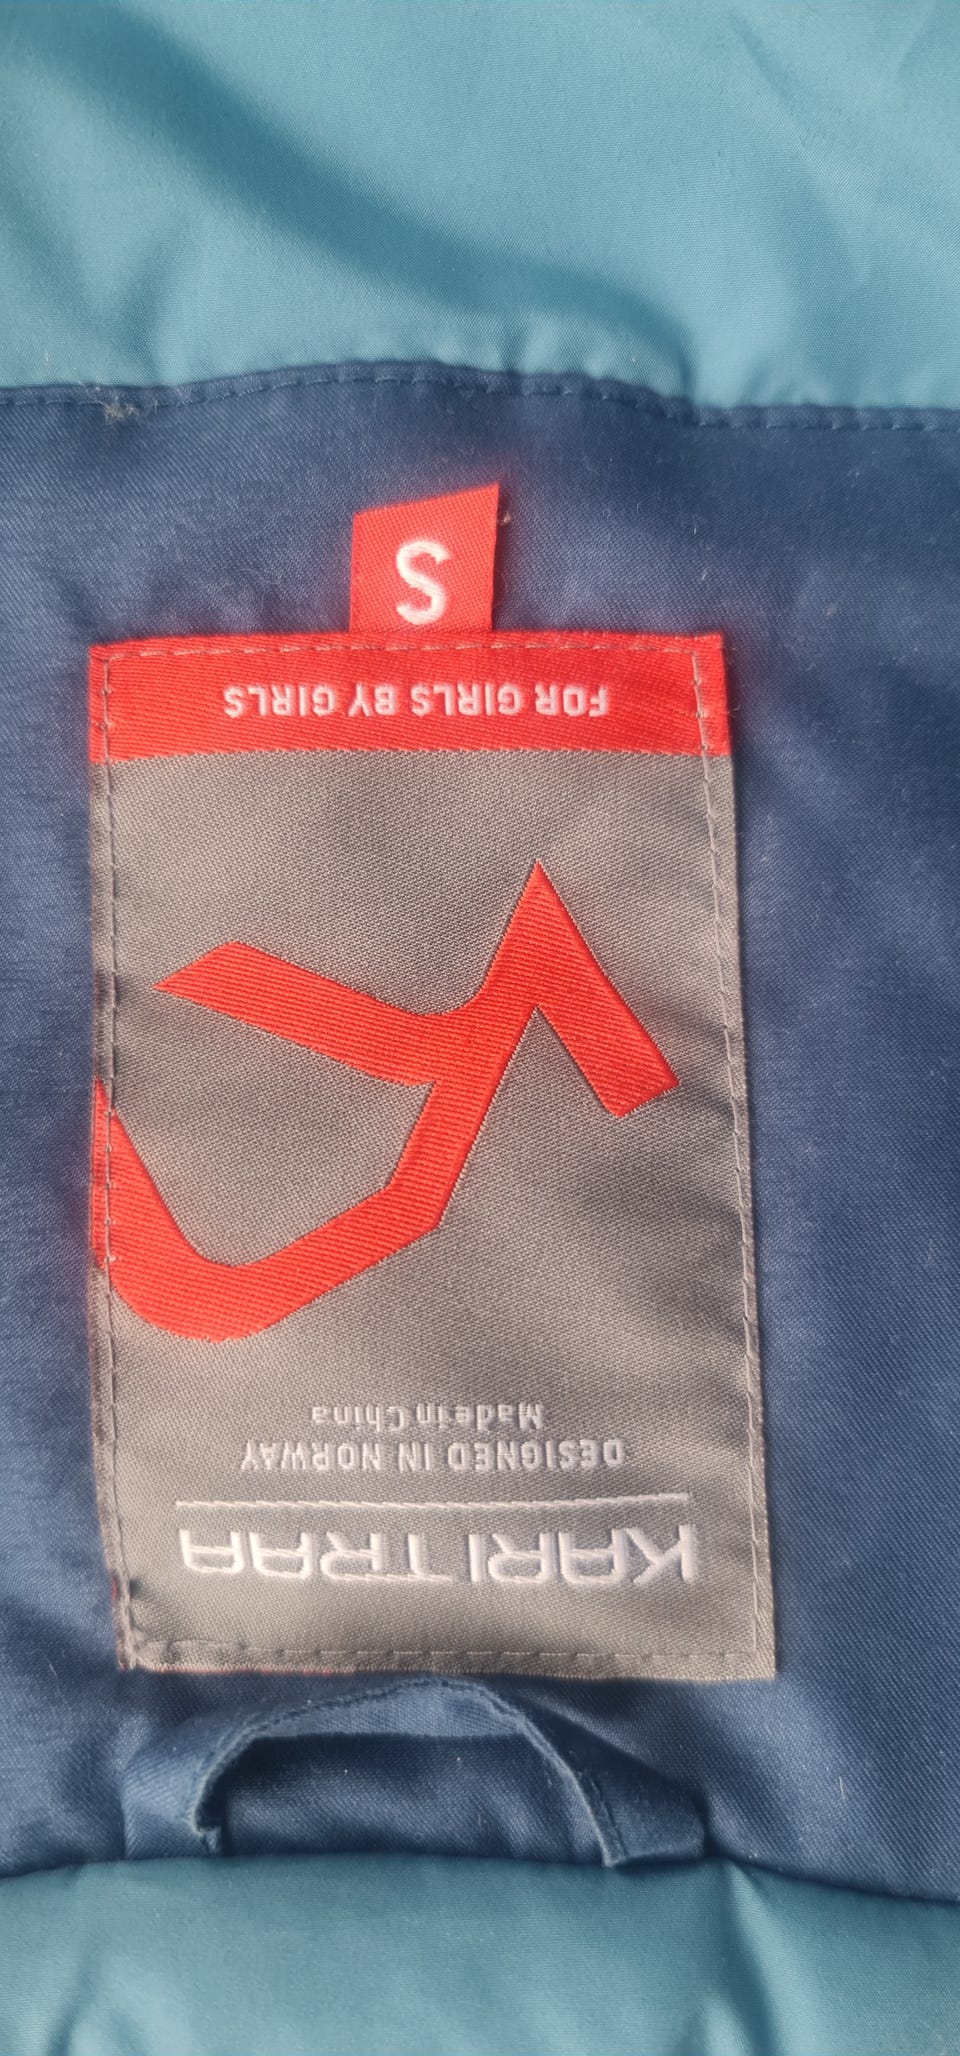 KARI TRAA
DESIGNED IN NORWAY
Made in China
FOR GIRLS BY GIRLS
S